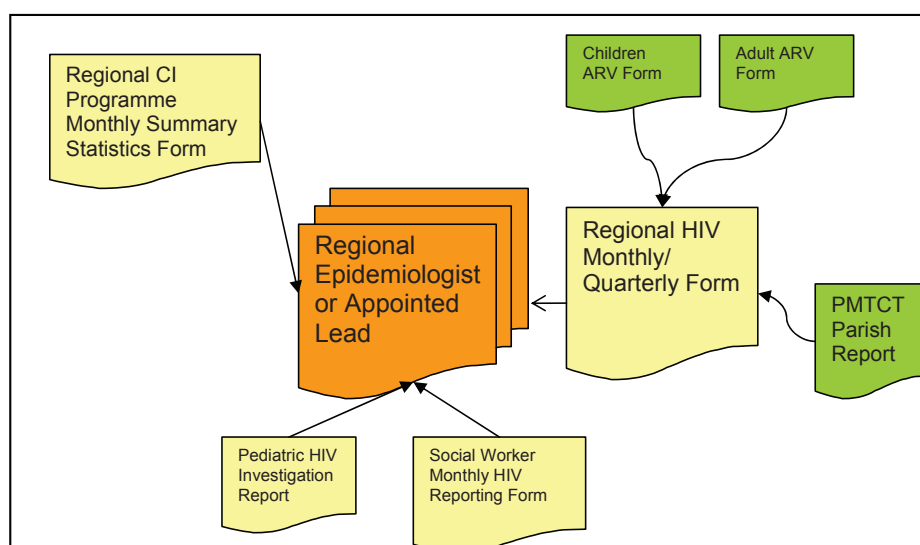 Regional CI
Programme
Monthly Summary
Statistics Form
Children
ARV Form
Adult ARV
Form
Regional
Epidemiologist
or Appointed
Lead
Regional HIV
Monthly/
Quarterly Form
PMTCT
Parish
Report
Pediatric HIV
Investigation
Report
Social Worker
Monthly HIV
Reporting Form